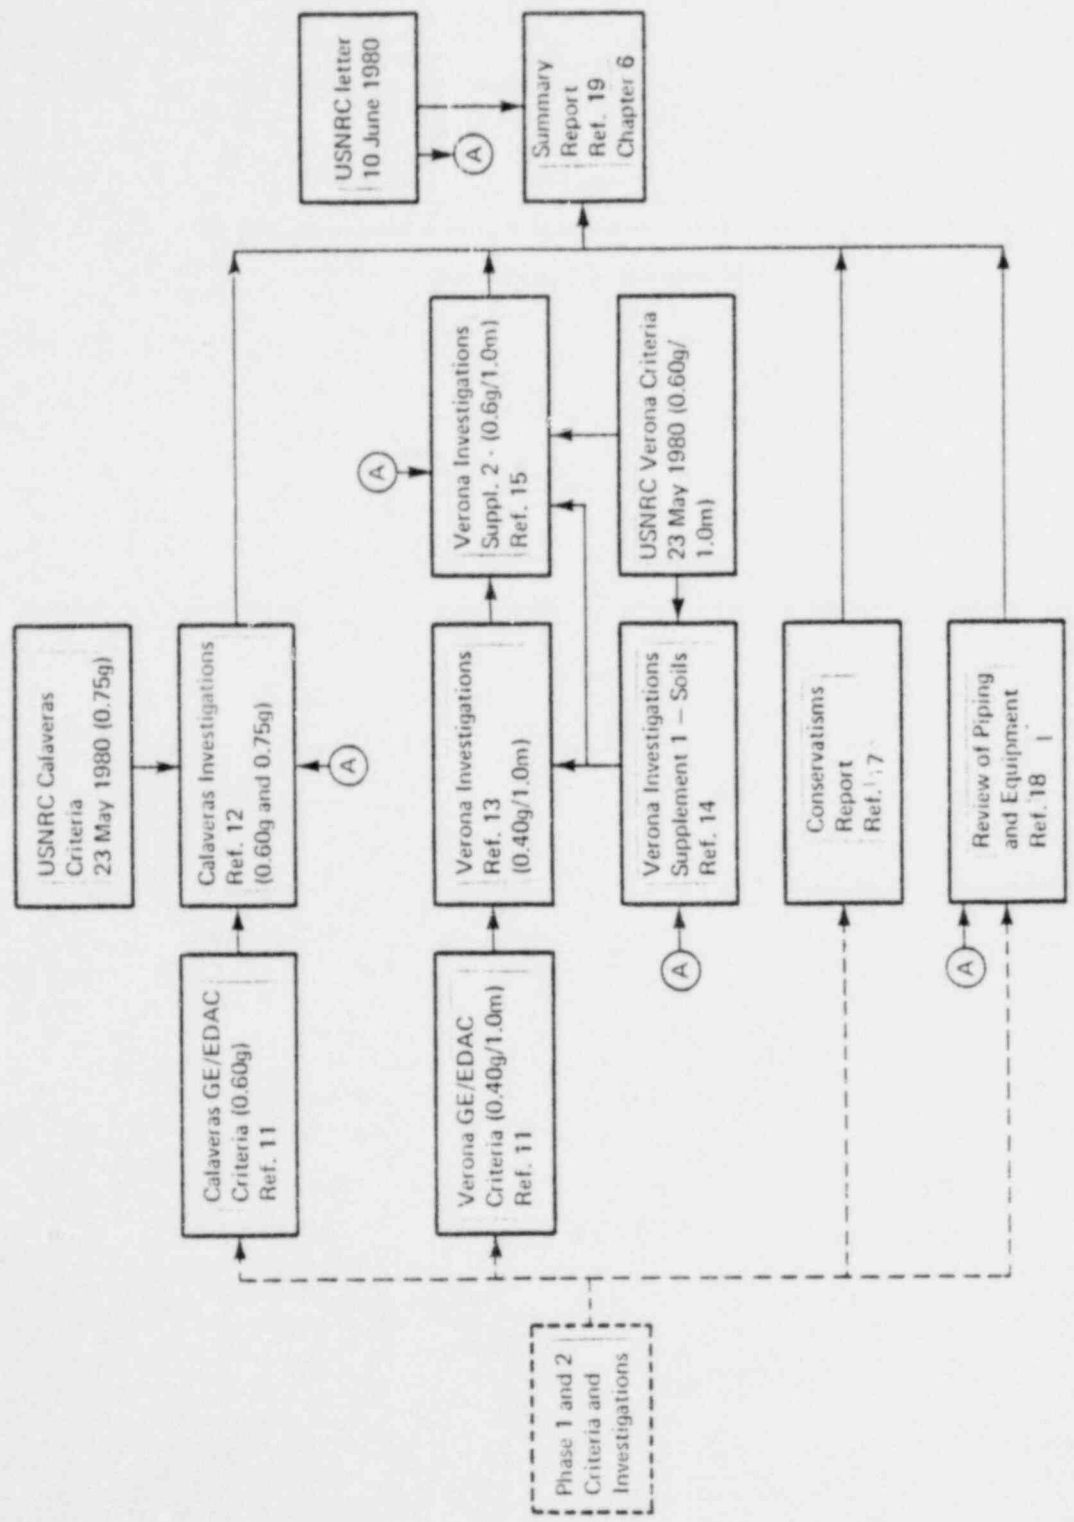 Phase 1 and 2
Criteria and
Investigations
Calaveras GE/EDAC
Criteria (0.60g)
Ref. 11
Verona GE/EDAC
Criteria (0.40g/1.0m)
Ref. 11
USNRC Calaveras
Criteria
23 May 1980 (0.75g)
Calaveras Investigations
Ref. 12
(0.60g and 0.75g)
A
Verona Investigations
Ref. 13
(0.40g/1.0m)
Verona Investigations
Supplement 1 – Soils
Ref. 14
A
Conservatisms
Report
Ref. 17
Review of Piping
and Equipment
Ref. 18
A
A
Verona Investigations
Suppl. 2 - (0.6g/1.0m)
Ref. 15
USNRC Verona Criteria
23 May 1980 (0.60g/
1.0m)
USNRC letter
10 June 1980
A
Summary
Report
Ref. 19
Chapter 6